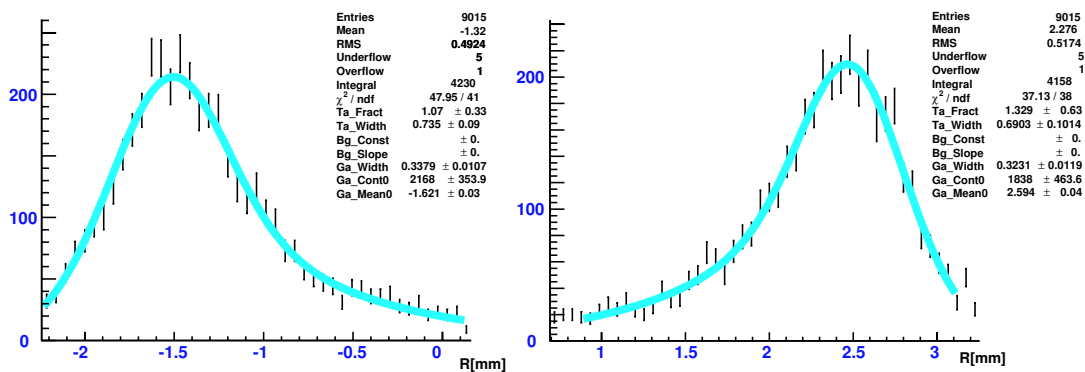 Entries 9015
Mean -1.32
RMS 0.4924
Underflow 5
Overflow 1
Integral 4230
χ² / ndf 47.95 / 41
Ta_Fract 1.07 ± 0.33
Ta_Width 0.735 ± 0.09
Bg_Const ± 0.
Bg_Slope ± 0.
Ga_Width 0.3379 ± 0.0107
Ga_Cont0 2168 ± 353.9
Ga_Mean0 -1.621 ± 0.03
200
100
0
-2 -1.5 -1 -0.5 0
R[mm]
Entries 9015
Mean 2.276
RMS 0.5174
Underflow 5
Overflow 1
Integral 4158
χ² / ndf 37.13 / 38
Ta_Fract 1.329 ± 0.63
Ta_Width 0.6903 ± 0.1014
Bg_Const ± 0.
Bg_Slope ± 0.
Ga_Width 0.3231 ± 0.0119
Ga_Cont0 1838 ± 463.6
Ga_Mean0 2.594 ± 0.04
200
100
0
1 1.5 2 2.5 3
R[mm]